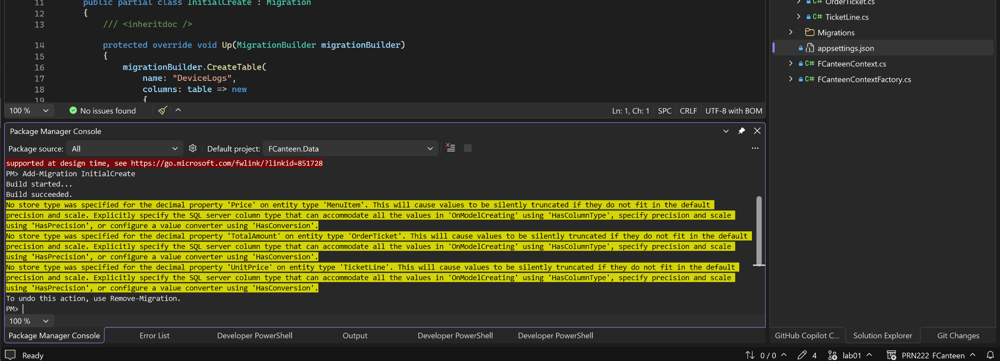 11 public partial class InitialCreate : Migration
12 {
13 /// <inheritdoc />
14 protected override void Up(MigrationBuilder migrationBuilder)
15 {
16 migrationBuilder.CreateTable(
17 name: "DeviceLogs",
18 columns: table => new
19 {
100 % No issues found Ln: 1, Ch: 1 SPC CRLF UTF-8 with BOM
Package Manager Console
Package source: All Default project: FCanteen.Data
supported at design time, see https://go.microsoft.com/fwlink/?linkid=851728
PM> Add-Migration InitialCreate
Build started...
Build succeeded.
No store type was specified for the decimal property 'Price' on entity type 'MenuItem'. This will cause values to be silently truncated if they do not fit in the default
precision and scale. Explicitly specify the SQL server column type that can accommodate all the values in 'OnModelCreating' using 'HasColumnType', specify precision and scale
using 'HasPrecision', or configure a value converter using 'HasConversion'.
No store type was specified for the decimal property 'TotalAmount' on entity type 'OrderTicket'. This will cause values to be silently truncated if they do not fit in the default
precision and scale. Explicitly specify the SQL server column type that can accommodate all the values in 'OnModelCreating' using 'HasColumnType', specify precision and scale
using 'HasPrecision', or configure a value converter using 'HasConversion'.
No store type was specified for the decimal property 'UnitPrice' on entity type 'TicketLine'. This will cause values to be silently truncated if they do not fit in the default
precision and scale. Explicitly specify the SQL server column type that can accommodate all the values in 'OnModelCreating' using 'HasColumnType', specify precision and scale
using 'HasPrecision', or configure a value converter using 'HasConversion'.
To undo this action, use Remove-Migration.
PM>
100 %
Package Manager Console Error List Developer PowerShell Output Developer PowerShell Developer PowerShell
C# OrderTicket.cs
C# TicketLine.cs
Migrations
appsettings.json
C# FCanteenContext.cs
C# FCanteenContextFactory.cs
GitHub Copilot C... Solution Explorer Git Changes
Ready 0 / 0 4 lab01 PRN222-FCanteen